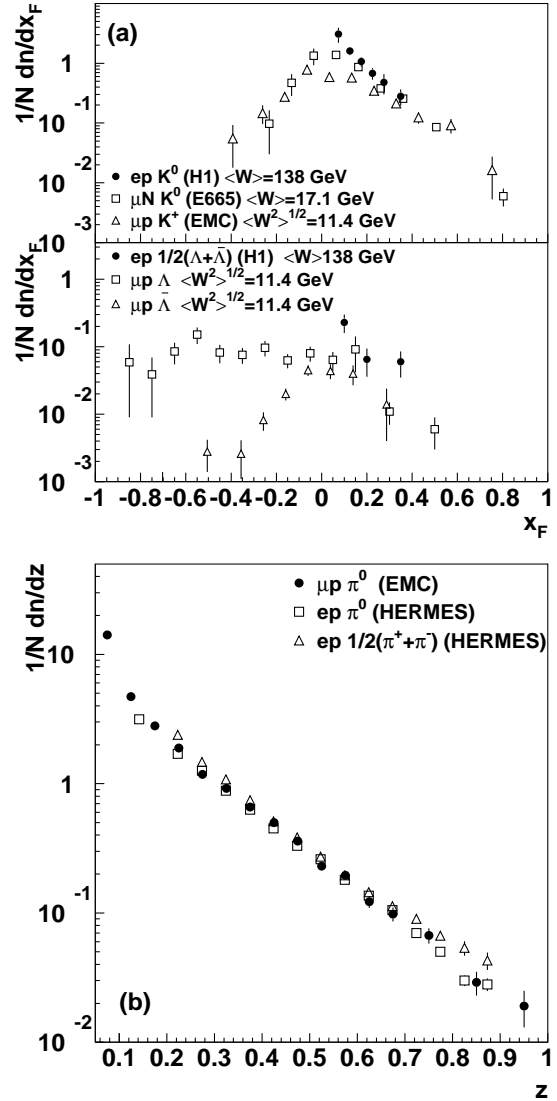 (a)
1/N dn/dx_F
1
10^-1
10^-2
10^-3
● ep K^0 (H1) <W>=138 GeV
□ μN K^0 (E665) <W>=17.1 GeV
△ μp K^+ (EMC) <W^2>^1/2=11.4 GeV
1/N dn/dx_F
10
1
10^-1
10^-2
10^-3
● ep 1/2(Λ+Λ̄) (H1) <W>138 GeV
□ μp Λ <W^2>^1/2=11.4 GeV
△ μp Λ̄ <W^2>^1/2=11.4 GeV
-1 -0.8 -0.6 -0.4 -0.2 0 0.2 0.4 0.6 0.8 1
x_F
1/N dn/dz
● μp π^0 (EMC)
□ ep π^0 (HERMES)
△ ep 1/2(π^++π^-) (HERMES)
10
1
10^-1
10^-2
(b)
0.1 0.2 0.3 0.4 0.5 0.6 0.7 0.8 0.9 1
z